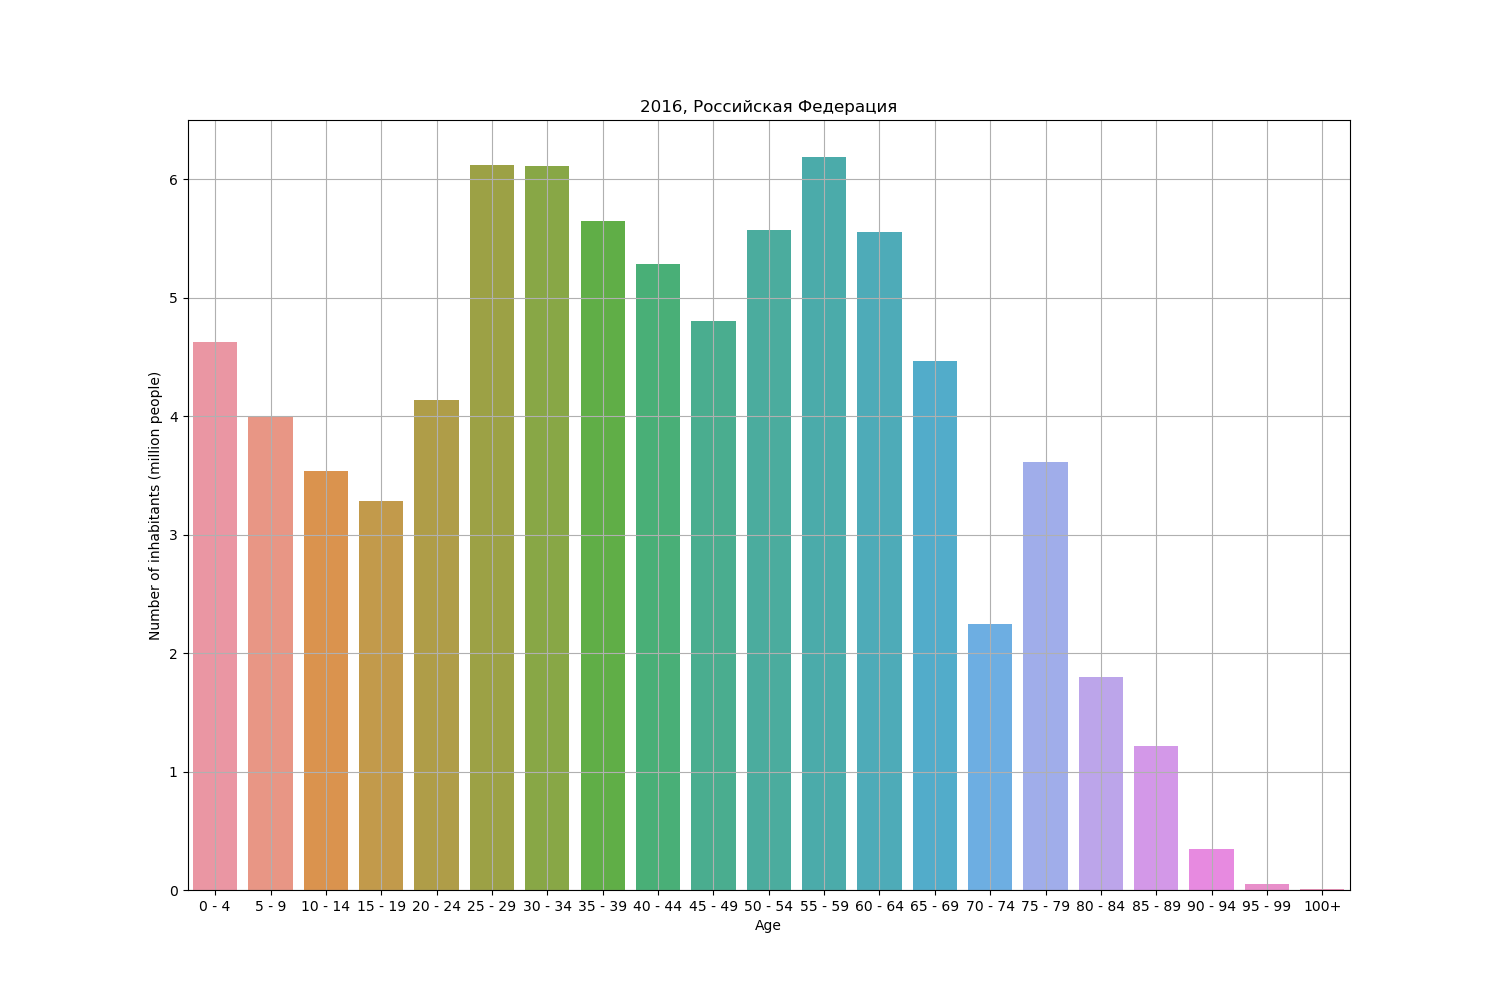 2016, Российская Федерация
Number of inhabitants (million people)
6
5
4
3
2
1
0
0 - 4 5 - 9 10 - 14 15 - 19 20 - 24 25 - 29 30 - 34 35 - 39 40 - 44 45 - 49 50 - 54 55 - 59 60 - 64 65 - 69 70 - 74 75 - 79 80 - 84 85 - 89 90 - 94 95 - 99 100+
Age